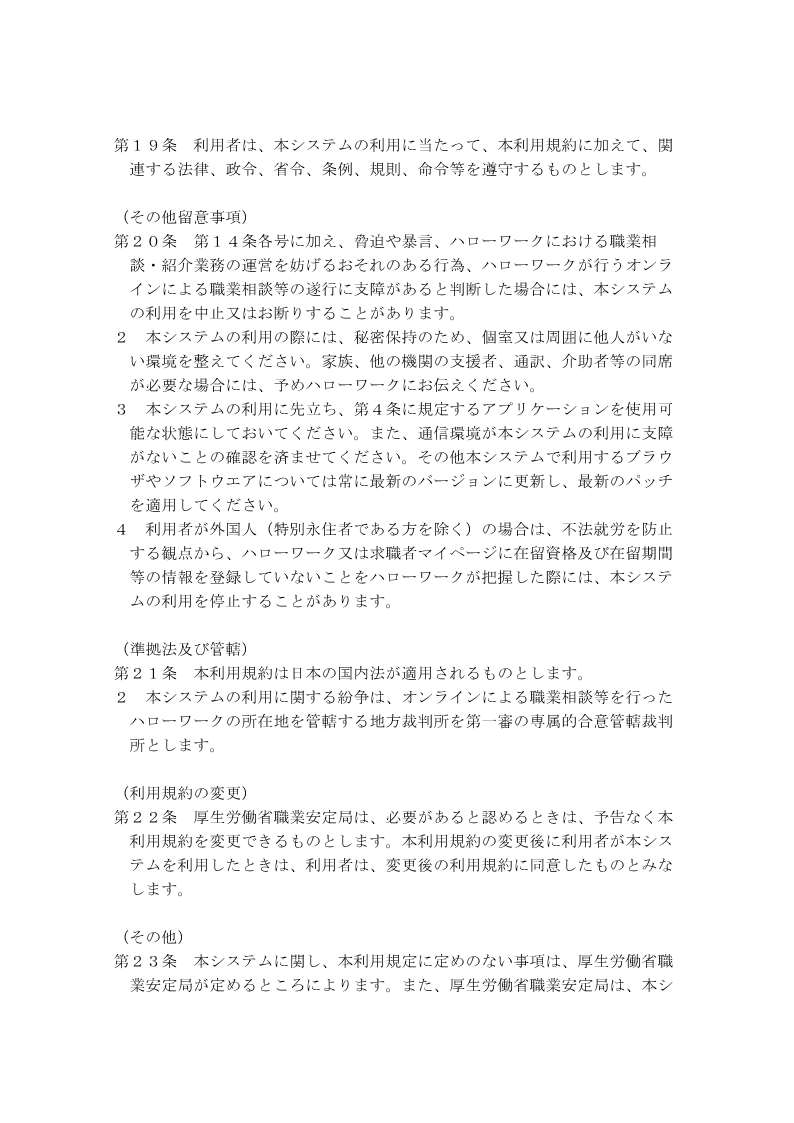 第１９条　利用者は、本システムの利用に当たって、本利用規約に加えて、関
連する法律、政令、省令、条例、規則、命令等を遵守するものとします。
（その他留意事項）
第２０条　第１４条各号に加え、脅迫や暴言、ハローワークにおける職業相
談・紹介業務の運営を妨げるおそれのある行為、ハローワークが行うオンラ
インによる職業相談等の遂行に支障があると判断した場合には、本システム
の利用を中止又はお断りすることがあります。
２　本システムの利用の際には、秘密保持のため、個室又は周囲に他人がいな
い環境を整えてください。家族、他の機関の支援者、通訳、介助者等の同席
が必要な場合には、予めハローワークにお伝えください。
３　本システムの利用に先立ち、第４条に規定するアプリケーションを使用可
能な状態にしておいてください。また、通信環境が本システムの利用に支障
がないことの確認を済ませてください。その他本システムで利用するブラウ
ザやソフトウエアについては常に最新のバージョンに更新し、最新のパッチ
を適用してください。
４　利用者が外国人（特別永住者である方を除く）の場合は、不法就労を防止
する観点から、ハローワーク又は求職者マイページに在留資格及び在留期間
等の情報を登録していないことをハローワークが把握した際には、本システ
ムの利用を停止することがあります。
（準拠法及び管轄）
第２１条　本利用規約は日本の国内法が適用されるものとします。
２　本システムの利用に関する紛争は、オンラインによる職業相談等を行った
ハローワークの所在地を管轄する地方裁判所を第一審の専属的合意管轄裁判
所とします。
（利用規約の変更）
第２２条　厚生労働省職業安定局は、必要があると認めるときは、予告なく本
利用規約を変更できるものとします。本利用規約の変更後に利用者が本シス
テムを利用したときは、利用者は、変更後の利用規約に同意したものとみな
します。
（その他）
第２３条　本システムに関し、本利用規定に定めのない事項は、厚生労働省職
業安定局が定めるところによります。また、厚生労働省職業安定局は、本シ